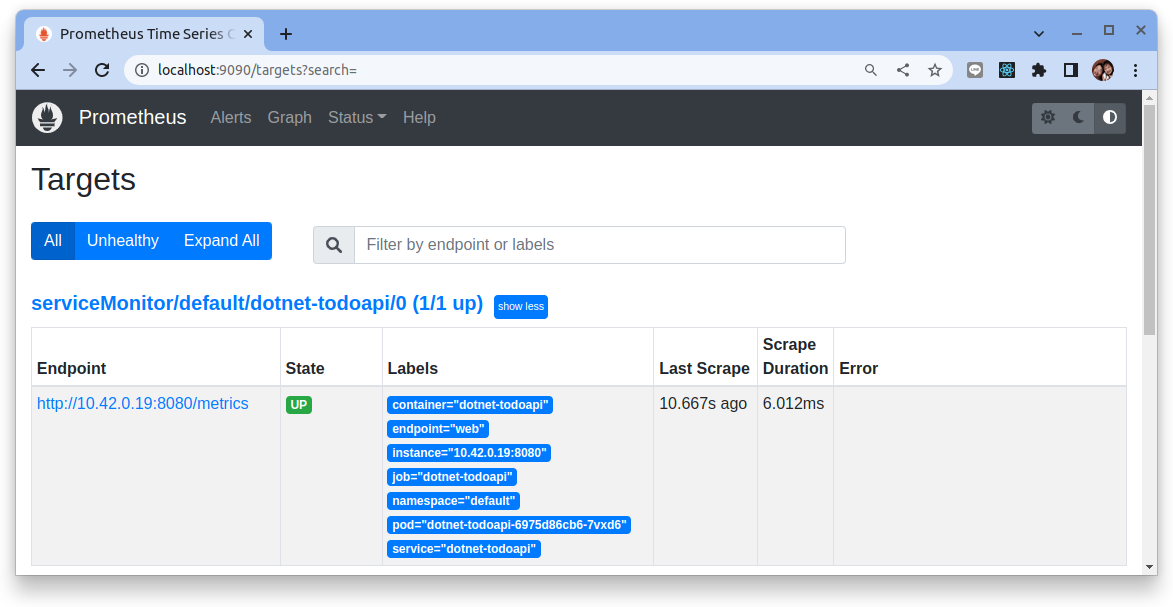 Prometheus Time Series C
localhost:9090/targets?search=
Prometheus Alerts Graph Status Help
Targets
All Unhealthy Expand All
Filter by endpoint or labels
serviceMonitor/default/dotnet-todoapi/0 (1/1 up) show less
Endpoint State Labels Last Scrape Scrape Duration Error
http://10.42.0.19:8080/metrics UP container="dotnet-todoapi" 10.667s ago 6.012ms
endpoint="web"
instance="10.42.0.19:8080"
job="dotnet-todoapi"
namespace="default"
pod="dotnet-todoapi-6975d86cb6-7vxd6"
service="dotnet-todoapi"